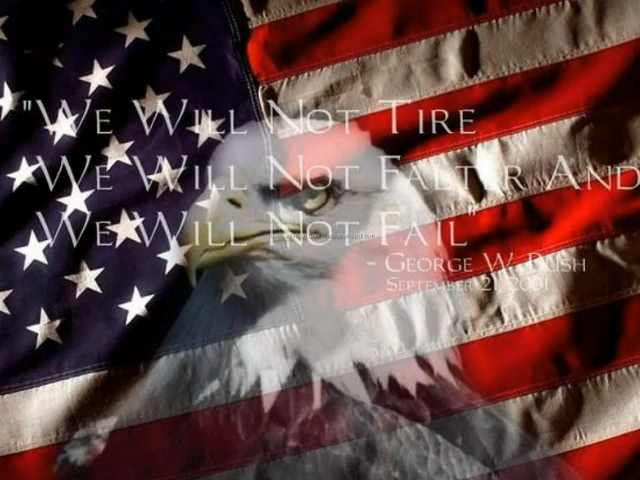 "We Will Not Tire
We Will Not Falter And
We Will Not Fail"
- George W. Bush
September 21, 2001